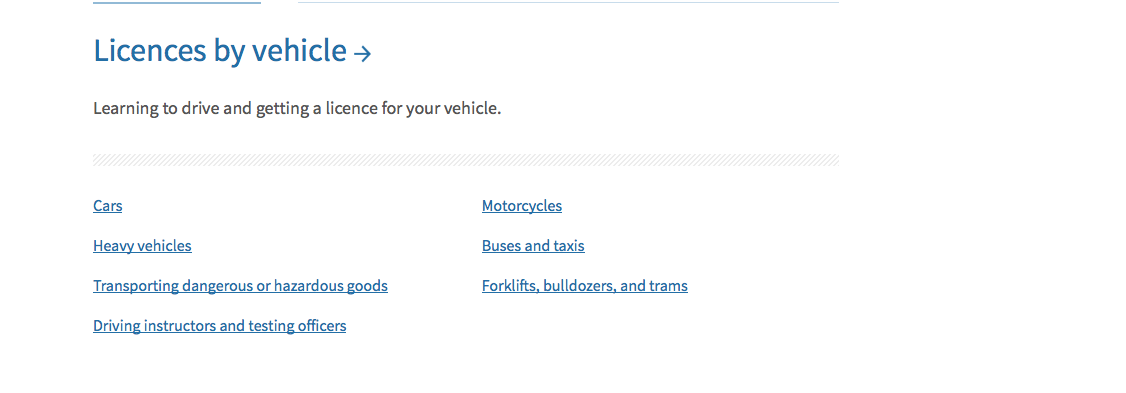 Licences by vehicle →
Learning to drive and getting a licence for your vehicle.
Cars
Motorcycles
Heavy vehicles
Buses and taxis
Transporting dangerous or hazardous goods
Forklifts, bulldozers, and trams
Driving instructors and testing officers